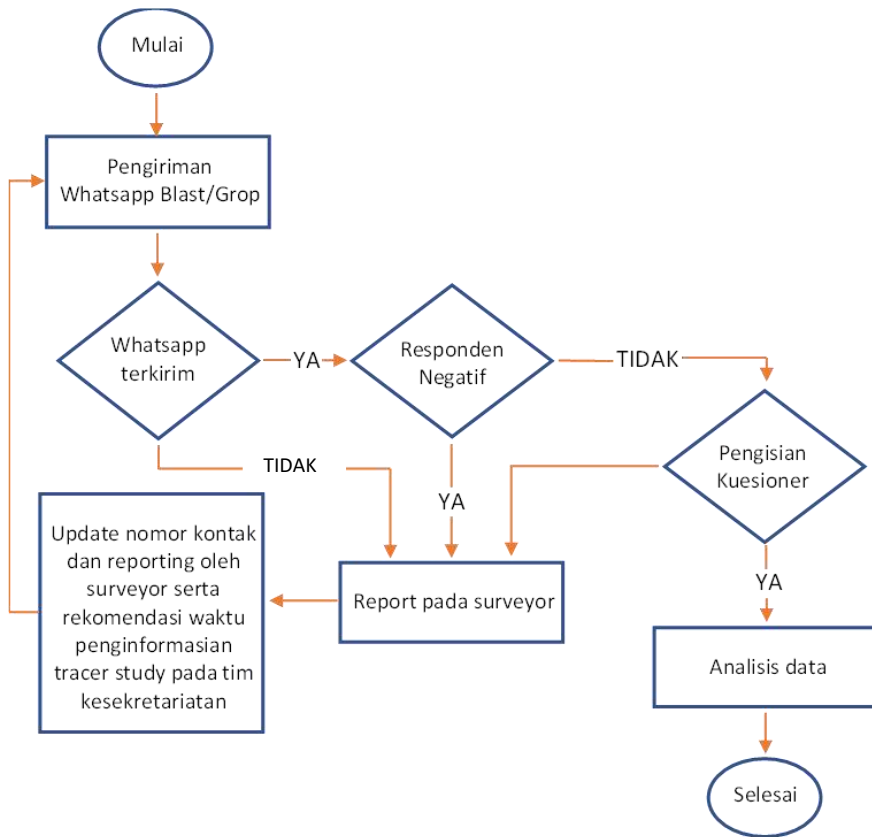 Mulai
Pengiriman
Whatsapp Blast/Grop
Whatsapp
terkirim
YA
Responden
Negatif
TIDAK
Pengisian
Kuesioner
TIDAK
YA
YA
Update nomor kontak
dan reporting oleh
surveyor serta
rekomendasi waktu
penginformasian
tracer study pada tim
kesekretariatan
Report pada surveyor
Analisis data
Selesai